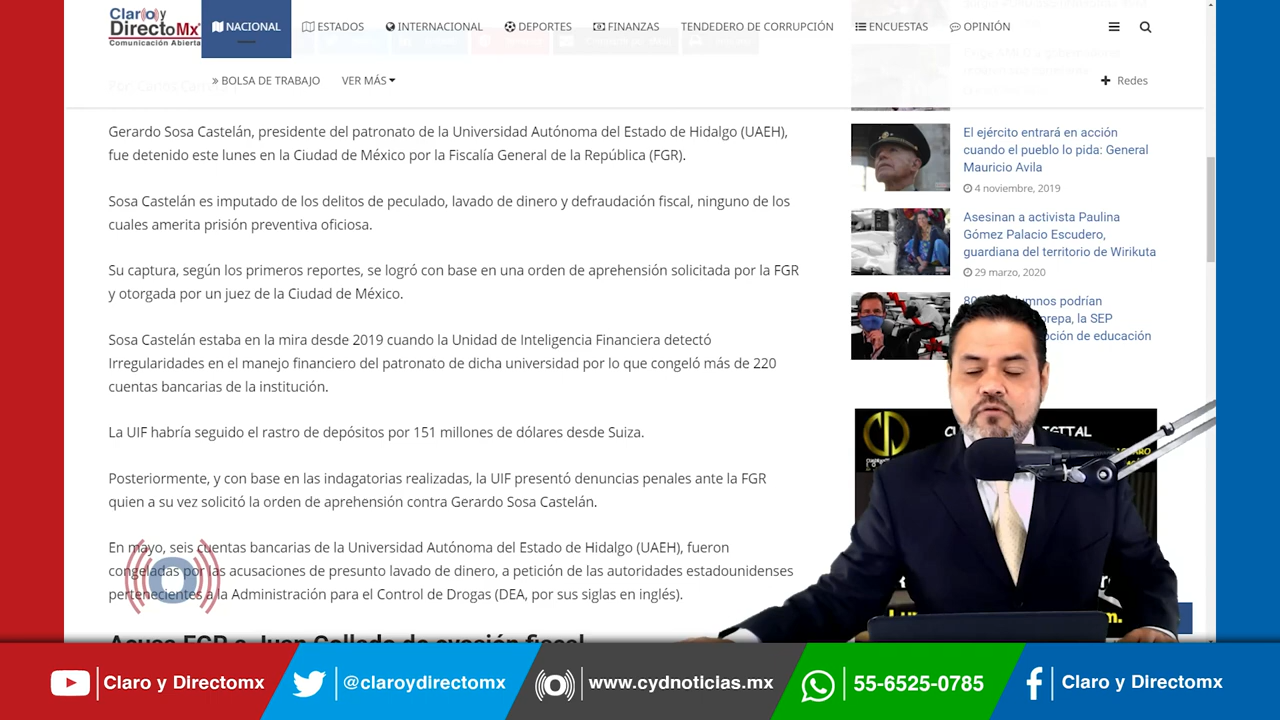 Claro y
DirectoMx
Comunicación Abierta
NACIONAL
ESTADOS
INTERNACIONAL
DEPORTES
FINANZAS
TENDEDERO DE CORRUPCIÓN
ENCUESTAS
OPINIÓN
» BOLSA DE TRABAJO
VER MÁS
Redes
Gerardo Sosa Castelán, presidente del patronato de la Universidad Autónoma del Estado de Hidalgo (UAEH),
fue detenido este lunes en la Ciudad de México por la Fiscalía General de la República (FGR).
Sosa Castelán es imputado de los delitos de peculado, lavado de dinero y defraudación fiscal, ninguno de los
cuales amerita prisión preventiva oficiosa.
Su captura, según los primeros reportes, se logró con base en una orden de aprehensión solicitada por la FGR
y otorgada por un juez de la Ciudad de México.
Sosa Castelán estaba en la mira desde 2019 cuando la Unidad de Inteligencia Financiera detectó
Irregularidades en el manejo financiero del patronato de dicha universidad por lo que congeló más de 220
cuentas bancarias de la institución.
La UIF habría seguido el rastro de depósitos por 151 millones de dólares desde Suiza.
Posteriormente, y con base en las indagatorias realizadas, la UIF presentó denuncias penales ante la FGR
quien a su vez solicitó la orden de aprehensión contra Gerardo Sosa Castelán.
En mayo, seis cuentas bancarias de la Universidad Autónoma del Estado de Hidalgo (UAEH), fueron
congeladas por las acusaciones de presunto lavado de dinero, a petición de las autoridades estadounidenses
pertenecientes a la Administración para el Control de Drogas (DEA, por sus siglas en inglés).
Acusa FGR a Juan Collado de evasión fiscal
El ejército entrará en acción
cuando el pueblo lo pida: General
Mauricio Avila
4 noviembre, 2019
Asesinan a activista Paulina
Gómez Palacio Escudero,
guardiana del territorio de Wirikuta
29 marzo, 2020
podrían
prepa, la SEP
de educación
Claro y Directomx
@claroydirectomx
www.cydnoticias.mx
55-6525-0785
Claro y Directomx